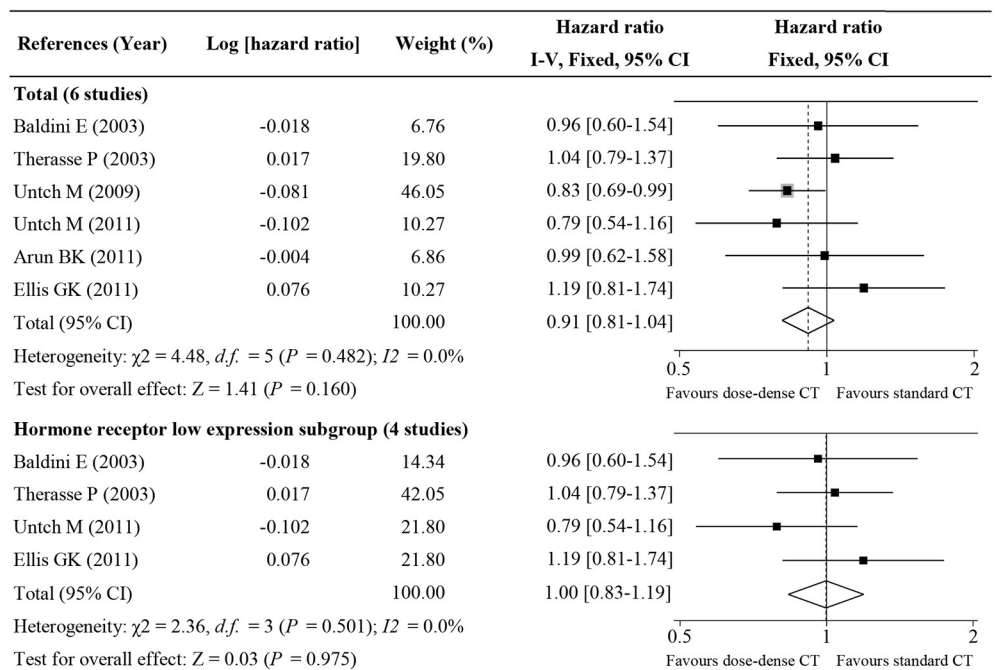 References (Year) Log [hazard ratio] Weight (%) Hazard ratio I-V, Fixed, 95% CI Hazard ratio Fixed, 95% CI
Total (6 studies)
Baldini E (2003) -0.018 6.76 0.96 [0.60-1.54]
Therasse P (2003) 0.017 19.80 1.04 [0.79-1.37]
Untch M (2009) -0.081 46.05 0.83 [0.69-0.99]
Untch M (2011) -0.102 10.27 0.79 [0.54-1.16]
Arun BK (2011) -0.004 6.86 0.99 [0.62-1.58]
Ellis GK (2011) 0.076 10.27 1.19 [0.81-1.74]
Total (95% CI) 100.00 0.91 [0.81-1.04]
Heterogeneity: χ2 = 4.48, d.f. = 5 (P = 0.482); I2 = 0.0%
0.5 1 2
Test for overall effect: Z = 1.41 (P = 0.160)
Favours dose-dense CT Favours standard CT
Hormone receptor low expression subgroup (4 studies)
Baldini E (2003) -0.018 14.34 0.96 [0.60-1.54]
Therasse P (2003) 0.017 42.05 1.04 [0.79-1.37]
Untch M (2011) -0.102 21.80 0.79 [0.54-1.16]
Ellis GK (2011) 0.076 21.80 1.19 [0.81-1.74]
Total (95% CI) 100.00 1.00 [0.83-1.19]
Heterogeneity: χ2 = 2.36, d.f. = 3 (P = 0.501); I2 = 0.0%
0.5 1 2
Test for overall effect: Z = 0.03 (P = 0.975)
Favours dose-dense CT Favours standard CT